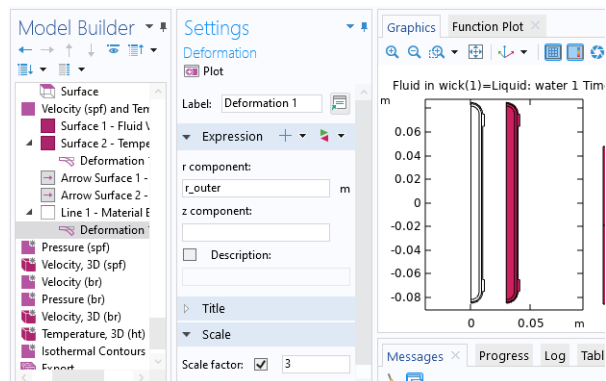 Model Builder
Surface
Velocity (spf) and Tem
Surface 1 - Fluid
Surface 2 - Tempe
Deformation
Arrow Surface 1 -
Arrow Surface 2 -
Line 1 - Material E
Deformation
Pressure (spf)
Velocity, 3D (spf)
Velocity (br)
Pressure (br)
Velocity, 3D (br)
Temperature, 3D (ht)
Isothermal Contours
Export
Settings
Deformation
Plot
Label: Deformation 1
Expression
r component:
r_outer m
z component:
Description:
Title
Scale
Scale factor: 3
Graphics Function Plot
Fluid in wick(1)=Liquid: water 1 Time
m
0.06
0.04
0.02
0
-0.02
-0.04
-0.06
-0.08
0 0.05 m
Messages Progress Log Tabl